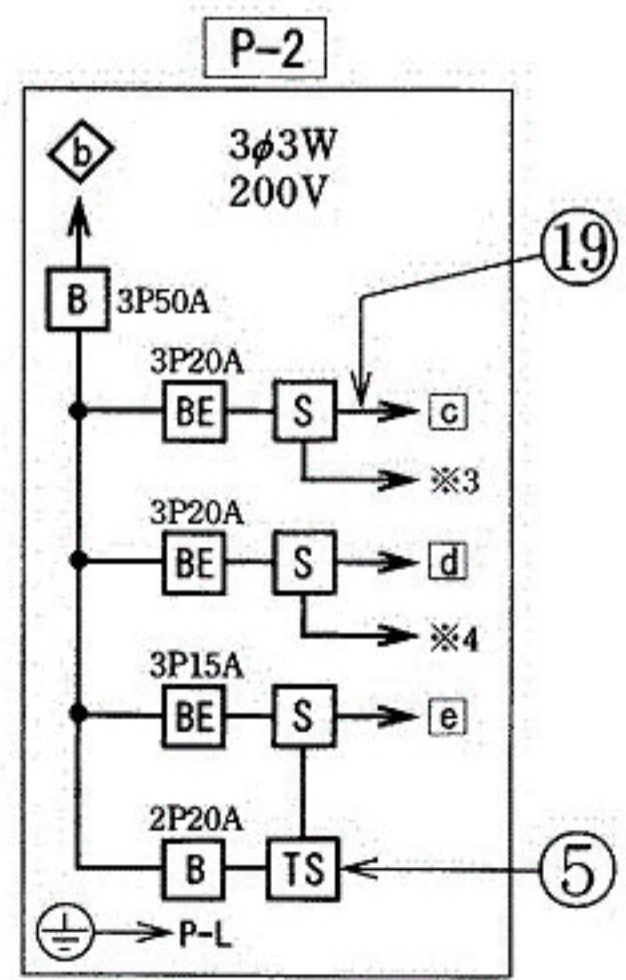 P-2
b
3φ3W
200V
19
B 3P50A
3P20A
BE S c
※3
3P20A
BE S d
※4
3P15A
BE S e
2P20A
B TS 5
P-L